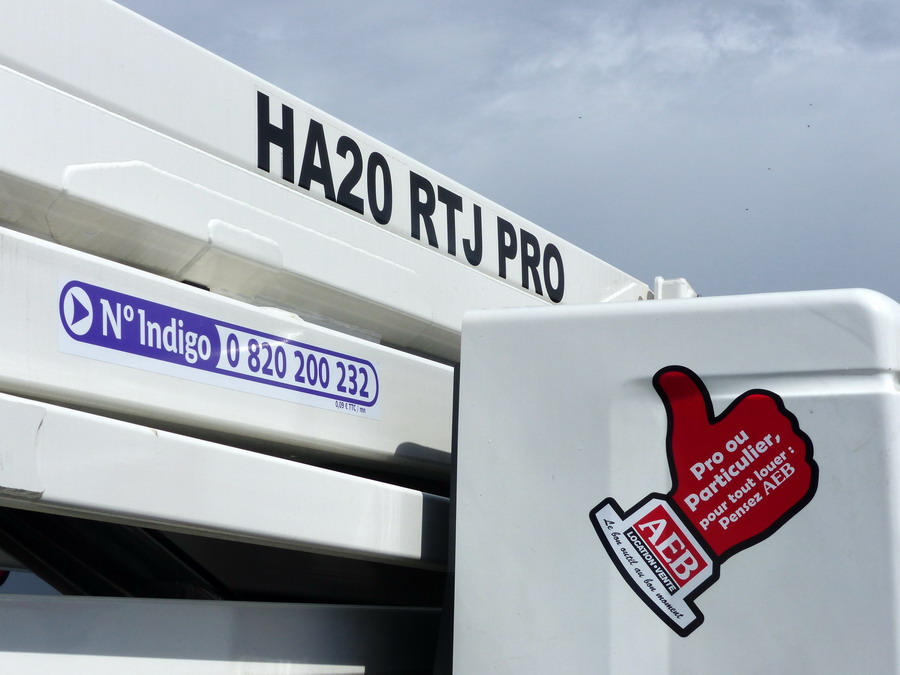 HA20 RTJ PRO
N° Indigo 0 820 200 232
0,09 € TTC / mn
Pro ou
Particulier,
pour tout louer :
Pensez AEB
AEB
LOCATION•VENTE
Le bon outil au bon moment